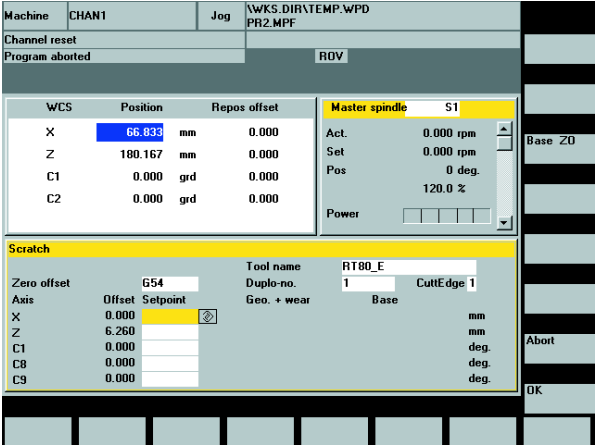 Machine CHAN1 Jog \WKS.DIR\TEMP.WPD
PR2.MPF
Channel reset
Program aborted ROV
WCS Position Repos offset
X 66.833 mm 0.000
Z 180.167 mm 0.000
C1 0.000 grd 0.000
C2 0.000 grd 0.000
Master spindle S1
Act. 0.000 rpm
Set 0.000 rpm
Pos 0 deg.
120.0 %
Power
Base ZO
Scratch
Tool name RT80_E
Zero offset G54 Duplo-no. 1 CuttEdge 1
Axis Offset Setpoint Geo. + wear Base
X 0.000 mm
Z 6.260 mm
C1 0.000 deg.
C8 0.000 deg.
C9 0.000 deg.
Abort
OK